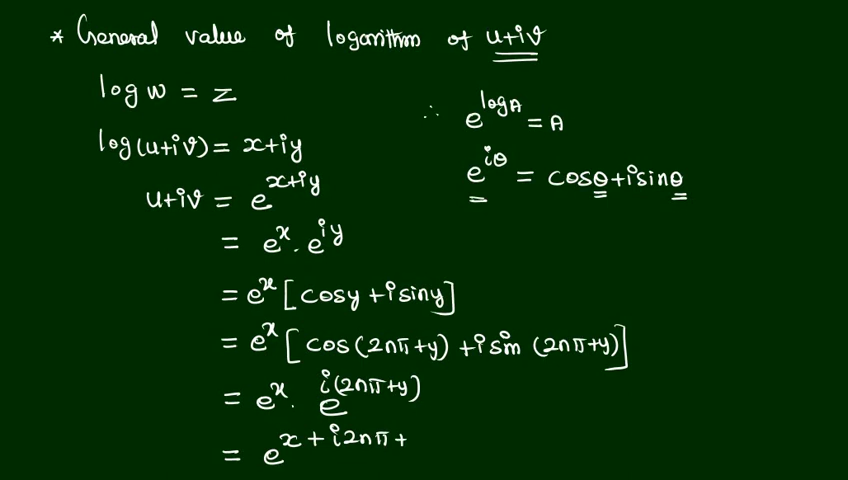 * General value of logarithm of u+iv
log w = z
log(u+iv) = x+iy
u+iv = e^{x+iy}
= e^x . e^{iy}
= e^x [cosy + isiny]
= e^x [cos(2nπ+y) + isin (2nπ+y)]
= e^x . e^{i(2nπ+y)}
= e^{x + i2nπ +
∴ e^{logA} = A
e^{iθ} = cosθ+isinθ